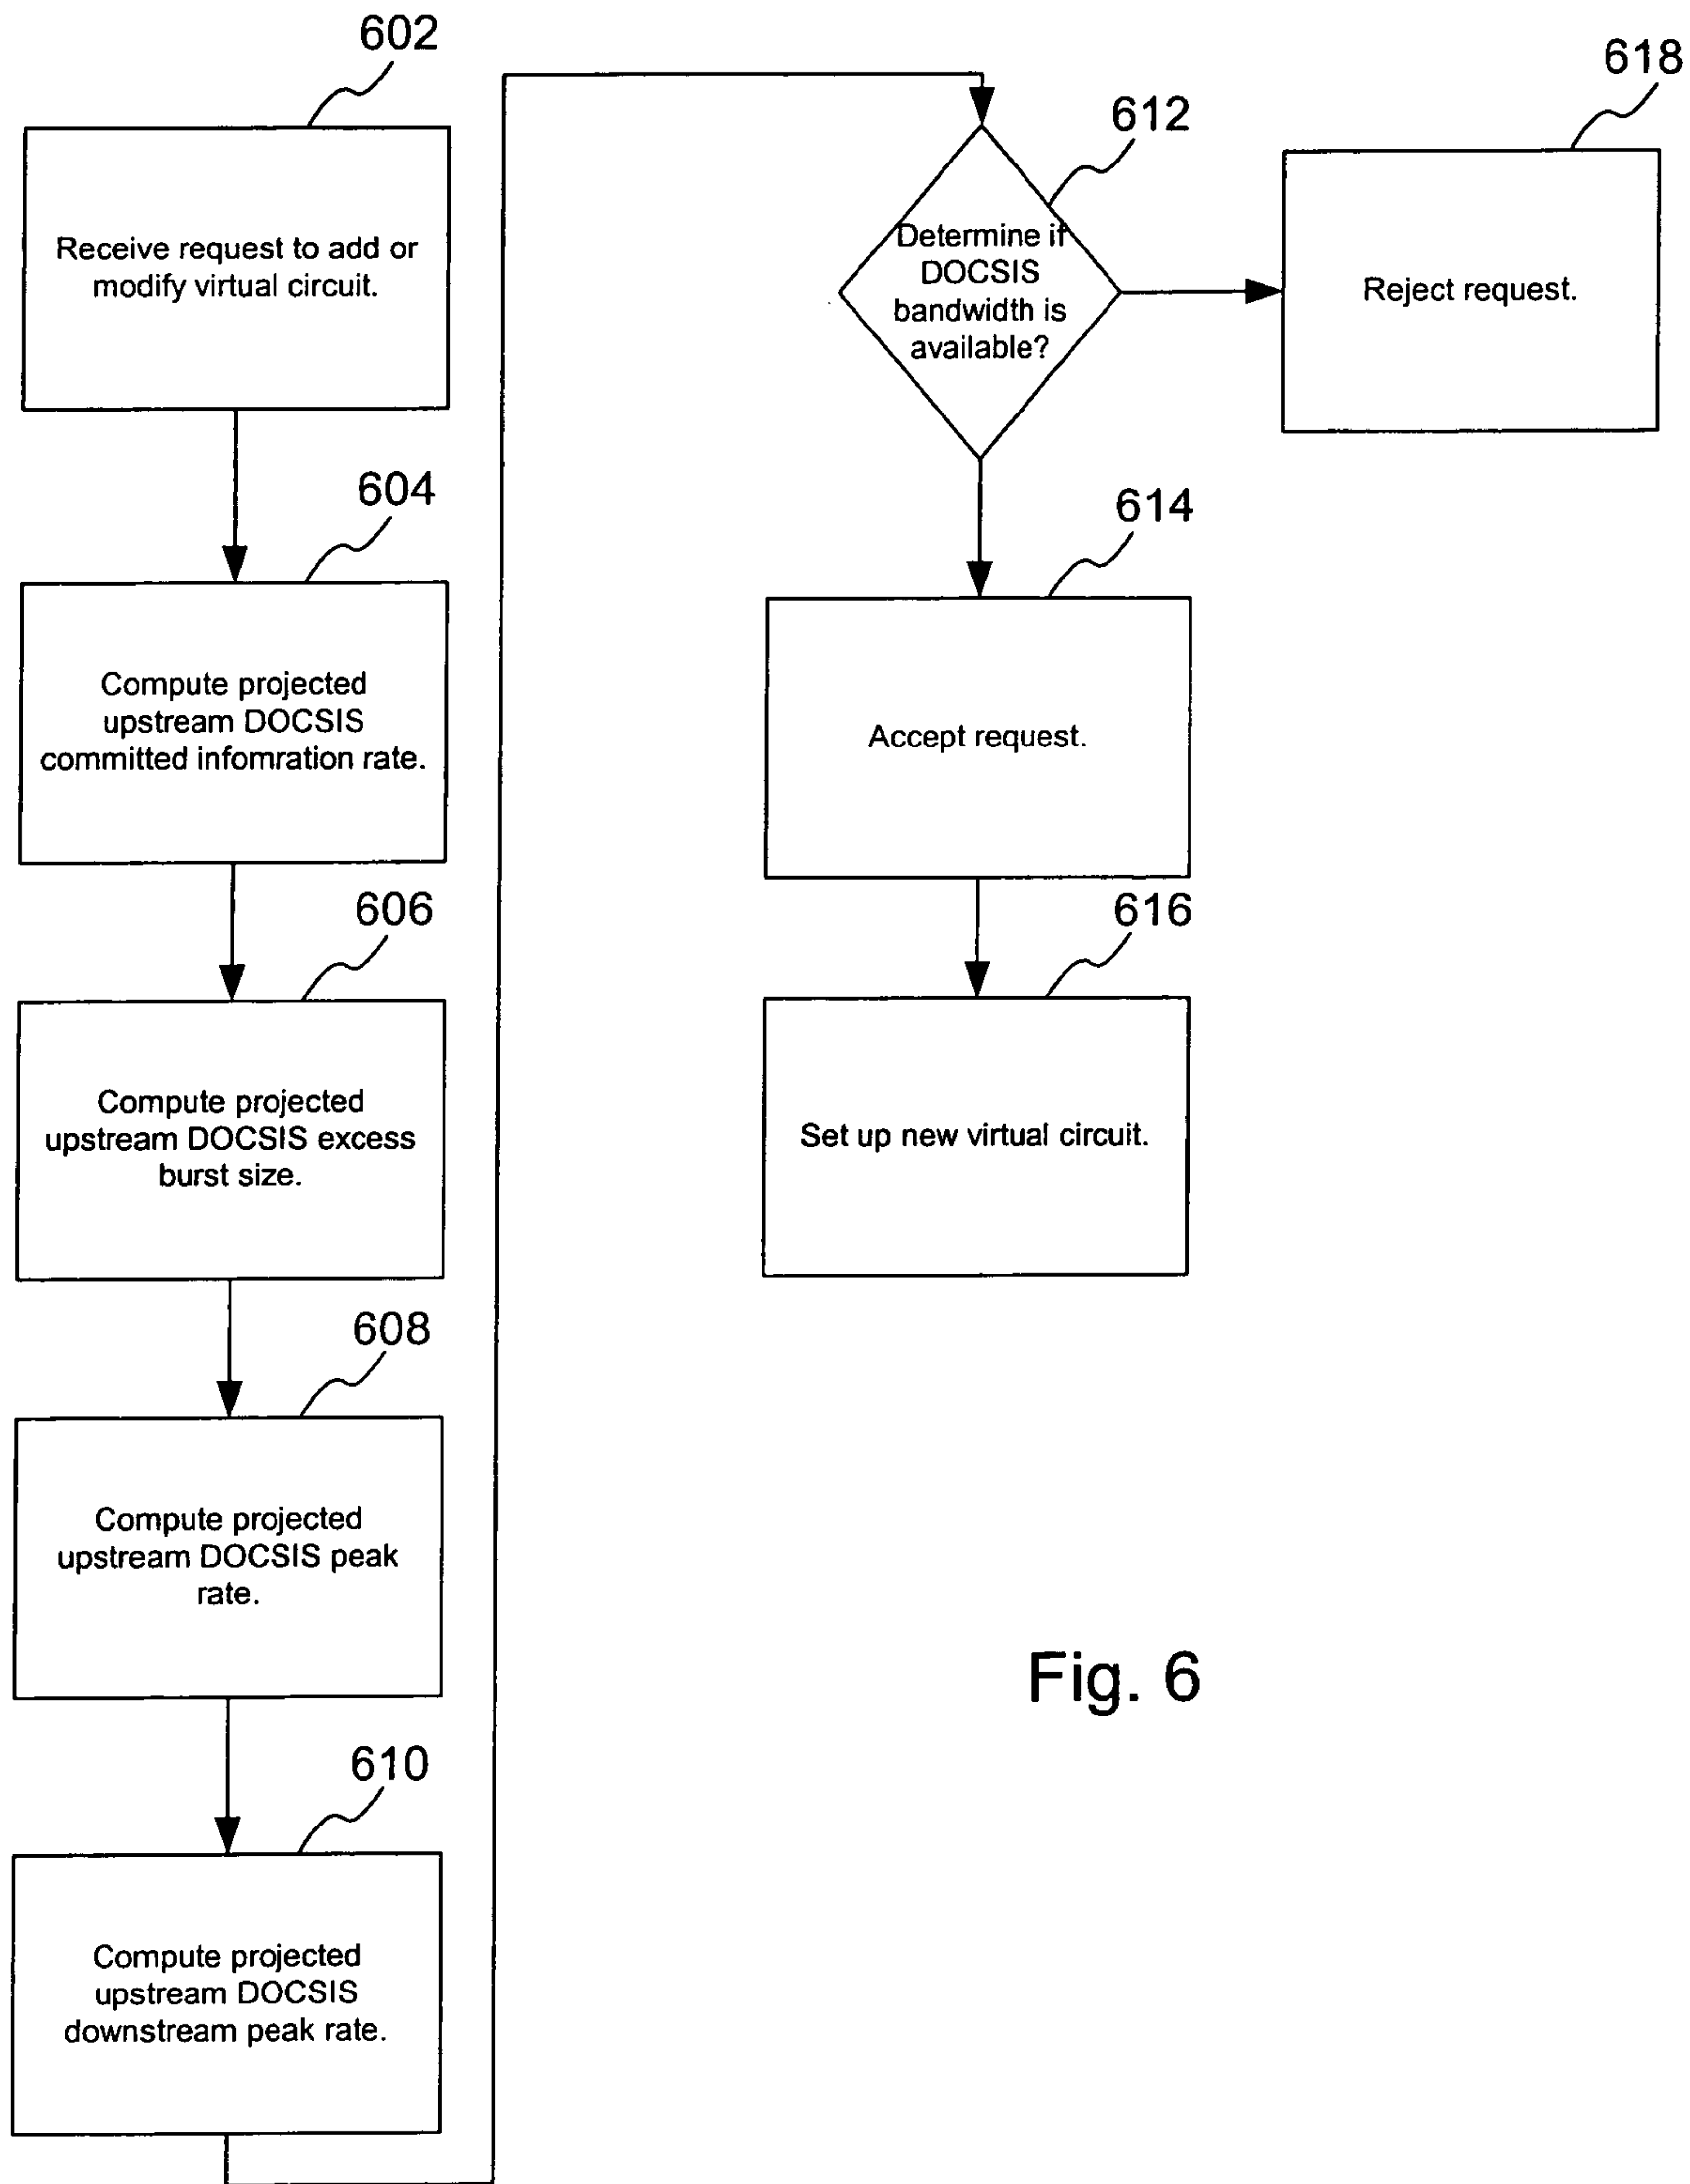 602
Receive request to add or
modify virtual circuit.
604
Compute projected
upstream DOCSIS
committed infomration rate.
606
Compute projected
upstream DOCSIS excess
burst size.
608
Compute projected
upstream DOCSIS peak
rate.
610
Compute projected
upstream DOCSIS
downstream peak rate.
612
Determine if
DOCSIS
bandwidth is
available?
618
Reject request.
614
Accept request.
616
Set up new virtual circuit.
Fig. 6